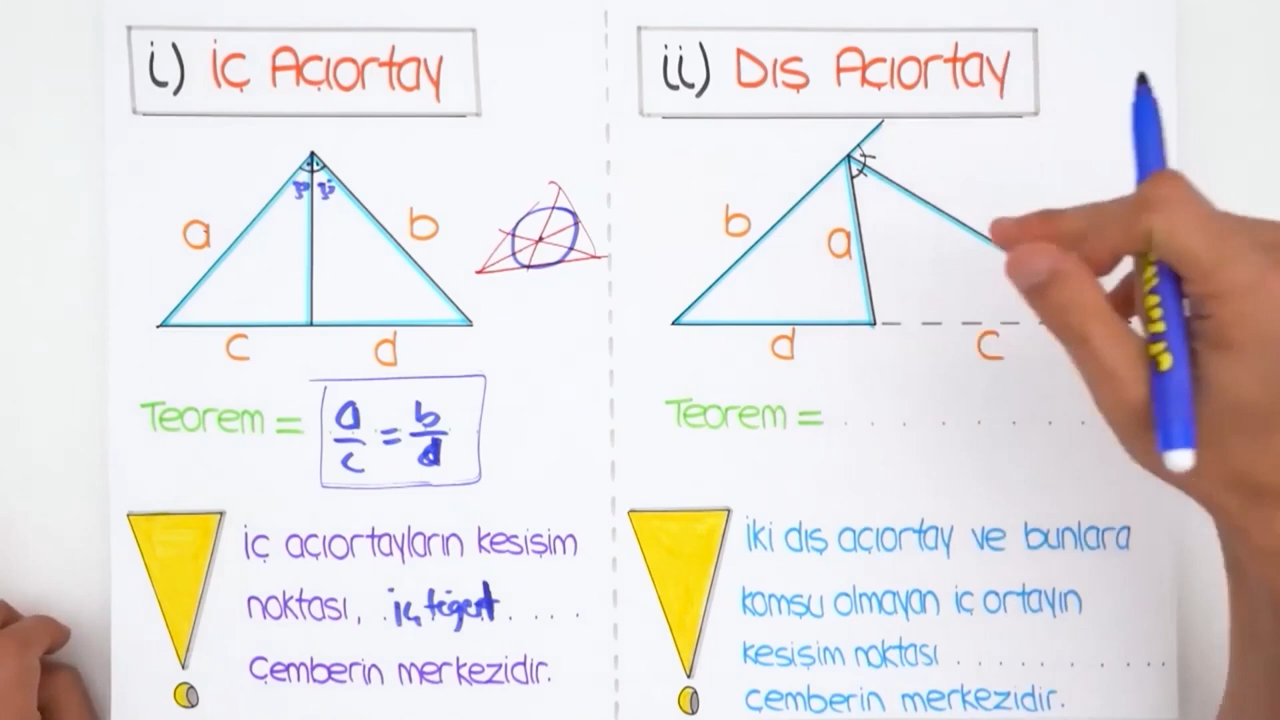 i) İç Açıortay
a
b
c
d
Teorem = a/c = b/d
İç açıortayların kesişim
noktası, . iç teğet . . . .
çemberin merkezidir.
ii) Dış Açıortay
b
a
d
c
Teorem = . . . . . . . . . .
İki dış açıortay ve bunlara
komşu olmayan iç ortayın
kesişim noktası . . . . . . . . . . .
çemberin merkezidir.